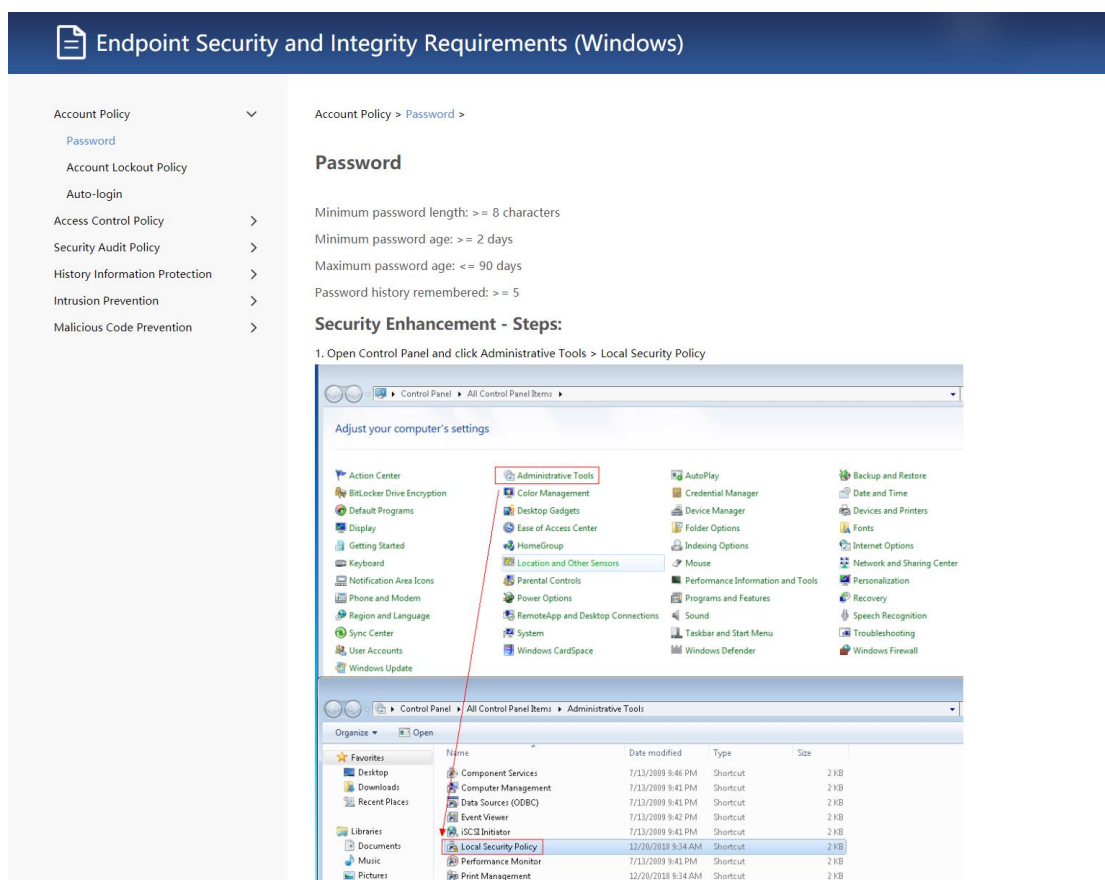 Endpoint Security and Integrity Requirements (Windows)
Account Policy
Password
Account Lockout Policy
Auto-login
Access Control Policy
Security Audit Policy
History Information Protection
Intrusion Prevention
Malicious Code Prevention
Account Policy > Password >
Password
Minimum password length: >= 8 characters
Minimum password age: >= 2 days
Maximum password age: <= 90 days
Password history remembered: >= 5
Security Enhancement - Steps:
1. Open Control Panel and click Administrative Tools > Local Security Policy
Control Panel All Control Panel Items
Adjust your computer's settings
Action Center Administrative Tools AutoPlay Backup and Restore
BitLocker Drive Encryption Color Management Credential Manager Date and Time
Default Programs Desktop Gadgets Device Manager Devices and Printers
Display Ease of Access Center Folder Options Fonts
Getting Started HomeGroup Indexing Options Internet Options
Keyboard Location and Other Sensors Mouse Network and Sharing Center
Notification Area Icons Parental Controls Performance Information and Tools Personalization
Phone and Modem Power Options Programs and Features Recovery
Region and Language RemoteApp and Desktop Connections Sound Speech Recognition
Sync Center System Taskbar and Start Menu Troubleshooting
User Accounts Windows CardSpace Windows Defender Windows Firewall
Windows Update
Control Panel All Control Panel Items Administrative Tools
Organize Open
Favorites
Desktop
Downloads
Recent Places
Libraries
Documents
Music
Pictures
Name Date modified Type Size
Component Services 7/13/2009 9:46 PM Shortcut 2 KB
Computer Management 7/13/2009 9:41 PM Shortcut 2 KB
Data Sources (ODBC) 7/13/2009 9:41 PM Shortcut 2 KB
Event Viewer 7/13/2009 9:42 PM Shortcut 2 KB
iSCSI Initiator 7/13/2009 9:41 PM Shortcut 2 KB
Local Security Policy 12/20/2018 9:34 AM Shortcut 2 KB
Performance Monitor 7/13/2009 9:41 PM Shortcut 2 KB
Print Management 12/20/2018 9:34 AM Shortcut 2 KB